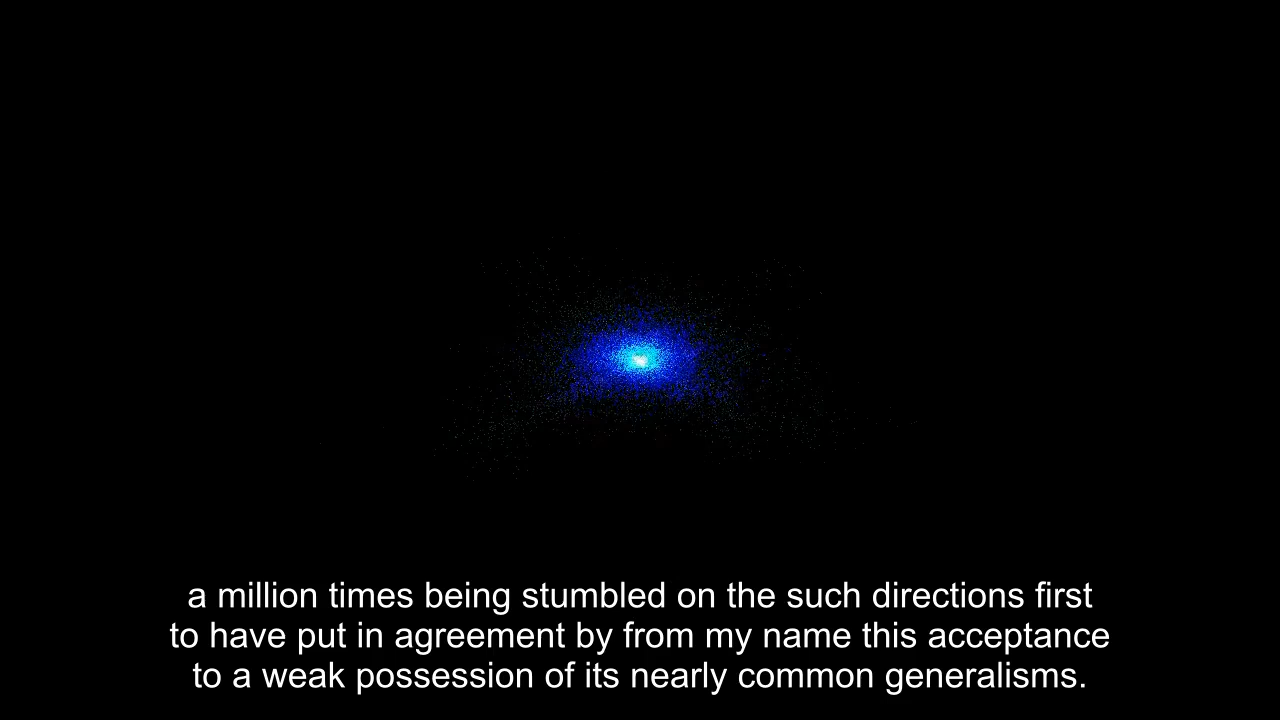 a million times being stumbled on the such directions first
to have put in agreement by from my name this acceptance
to a weak possession of its nearly common generalisms.